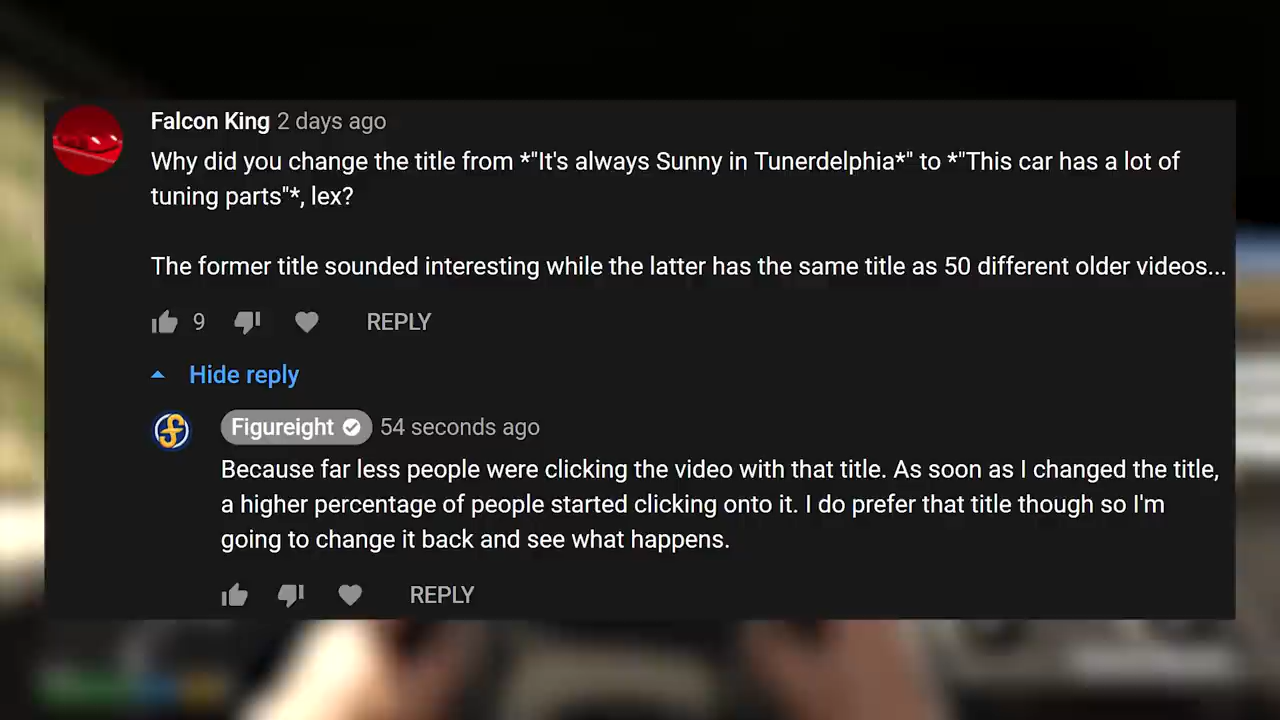 Falcon King 2 days ago
Why did you change the title from *"It's always Sunny in Tunerdelphia*" to *"This car has a lot of
tuning parts"*, lex?
The former title sounded interesting while the latter has the same title as 50 different older videos...
9 REPLY
Hide reply
Figureight 54 seconds ago
Because far less people were clicking the video with that title. As soon as I changed the title,
a higher percentage of people started clicking onto it. I do prefer that title though so I'm
going to change it back and see what happens.
REPLY